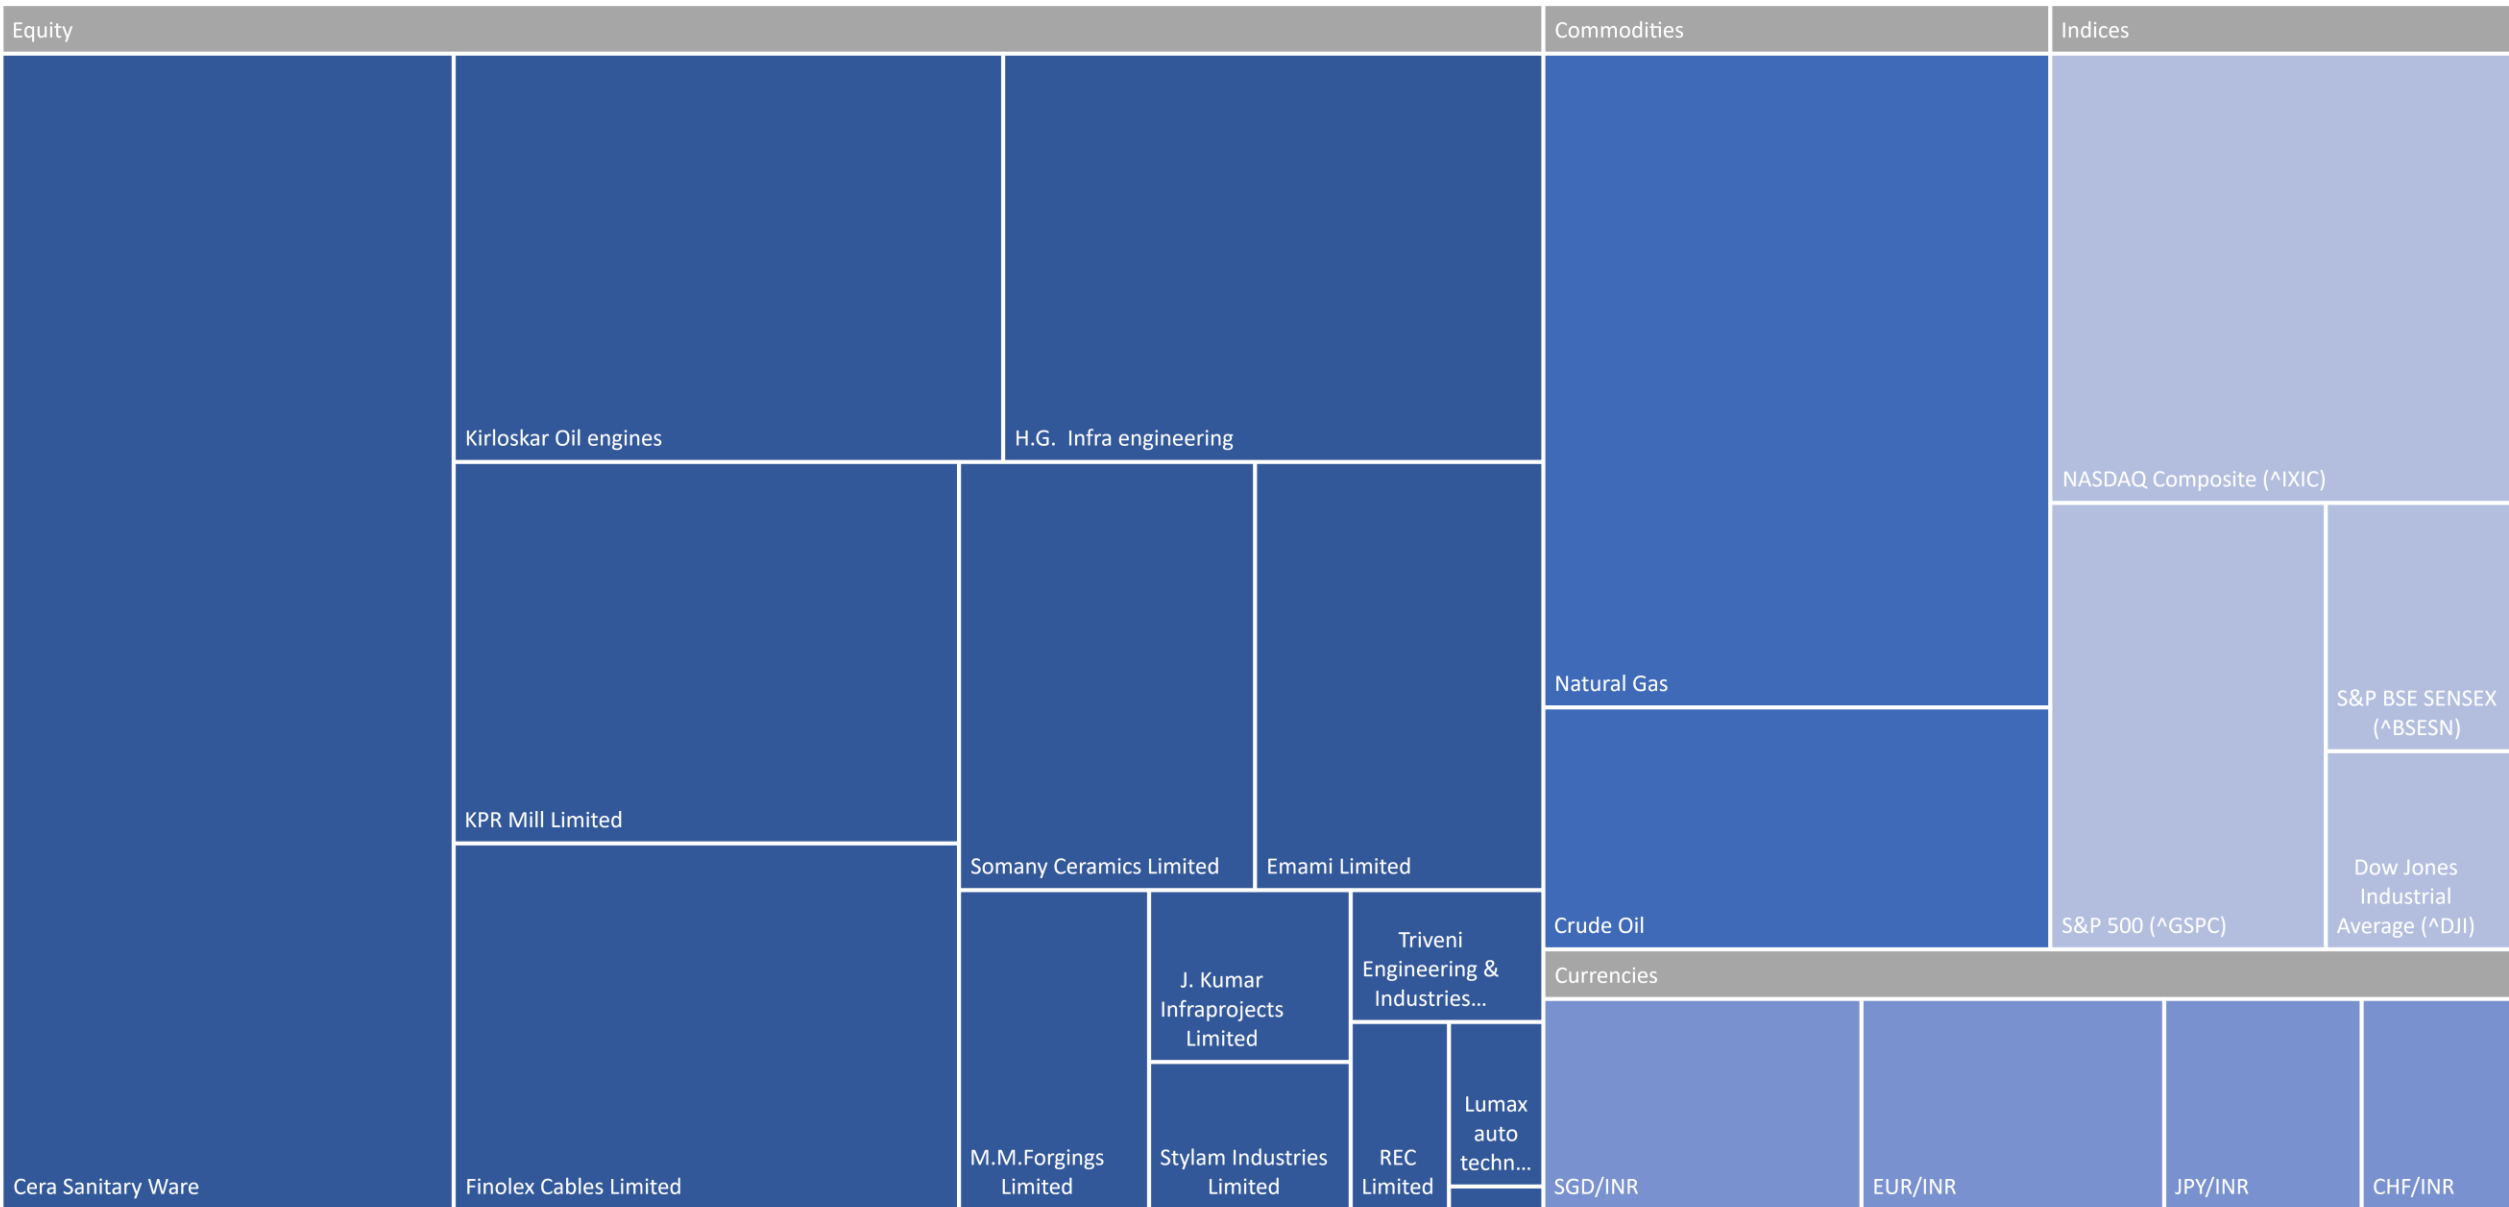 Equity
Commodities
Indices
Cera Sanitary Ware
Kirloskar Oil engines
H.G.  Infra engineering
KPR Mill Limited
Somany Ceramics Limited
Emami Limited
Finolex Cables Limited
M.M.Forgings
Limited
J. Kumar
Infraprojects
Limited
Stylam Industries
Limited
Triveni
Engineering &
Industries...
REC
Limited
Lumax
auto
techn...
Natural Gas
Crude Oil
NASDAQ Composite (^IXIC)
S&P 500 (^GSPC)
S&P BSE SENSEX
(^BSESN)
Dow Jones
Industrial
Average (^DJI)
Currencies
SGD/INR
EUR/INR
JPY/INR
CHF/INR